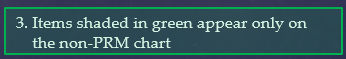 3. Items shaded in green appear only on
the non-PRM chart